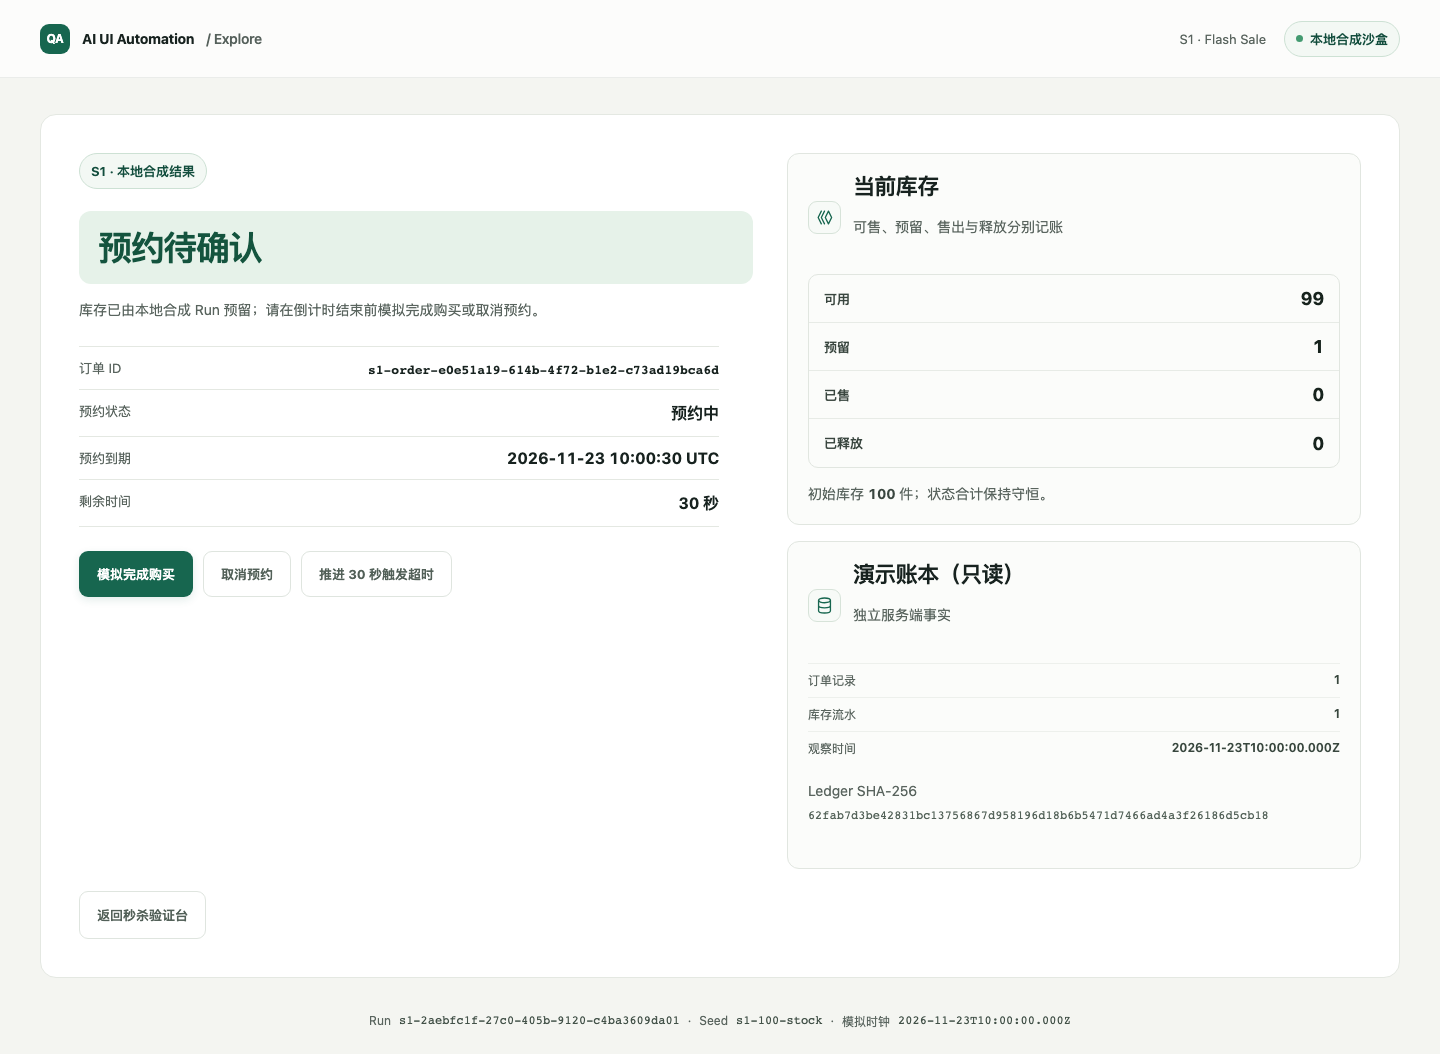 QA AI UI Automation / Explore
S1 · Flash Sale
本地合成沙盒
S1 · 本地合成结果
预约待确认
库存已由本地合成 Run 预留；请在倒计时结束前模拟完成购买或取消预约。
订单 ID s1-order-e0e51a19-614b-4f72-b1e2-c73ad19bca6d
预约状态 预约中
预约到期 2026-11-23 10:00:30 UTC
剩余时间 30 秒
模拟完成购买 取消预约 推进 30 秒触发超时
返回秒杀验证台
当前库存
可售、预留、售出与释放分别记账
可用 99
预留 1
已售 0
已释放 0
初始库存 100 件；状态合计保持守恒。
演示账本（只读）
独立服务端事实
订单记录 1
库存流水 1
观察时间 2026-11-23T10:00:00.000Z
Ledger SHA-256
62fab7d3be42831bc13756867d958196d18b6b5471d7466ad4a3f26186d5cb18
Run s1-2aebfc1f-27c0-405b-9120-c4ba3609da01 · Seed s1-100-stock · 模拟时钟 2026-11-23T10:00:00.000Z